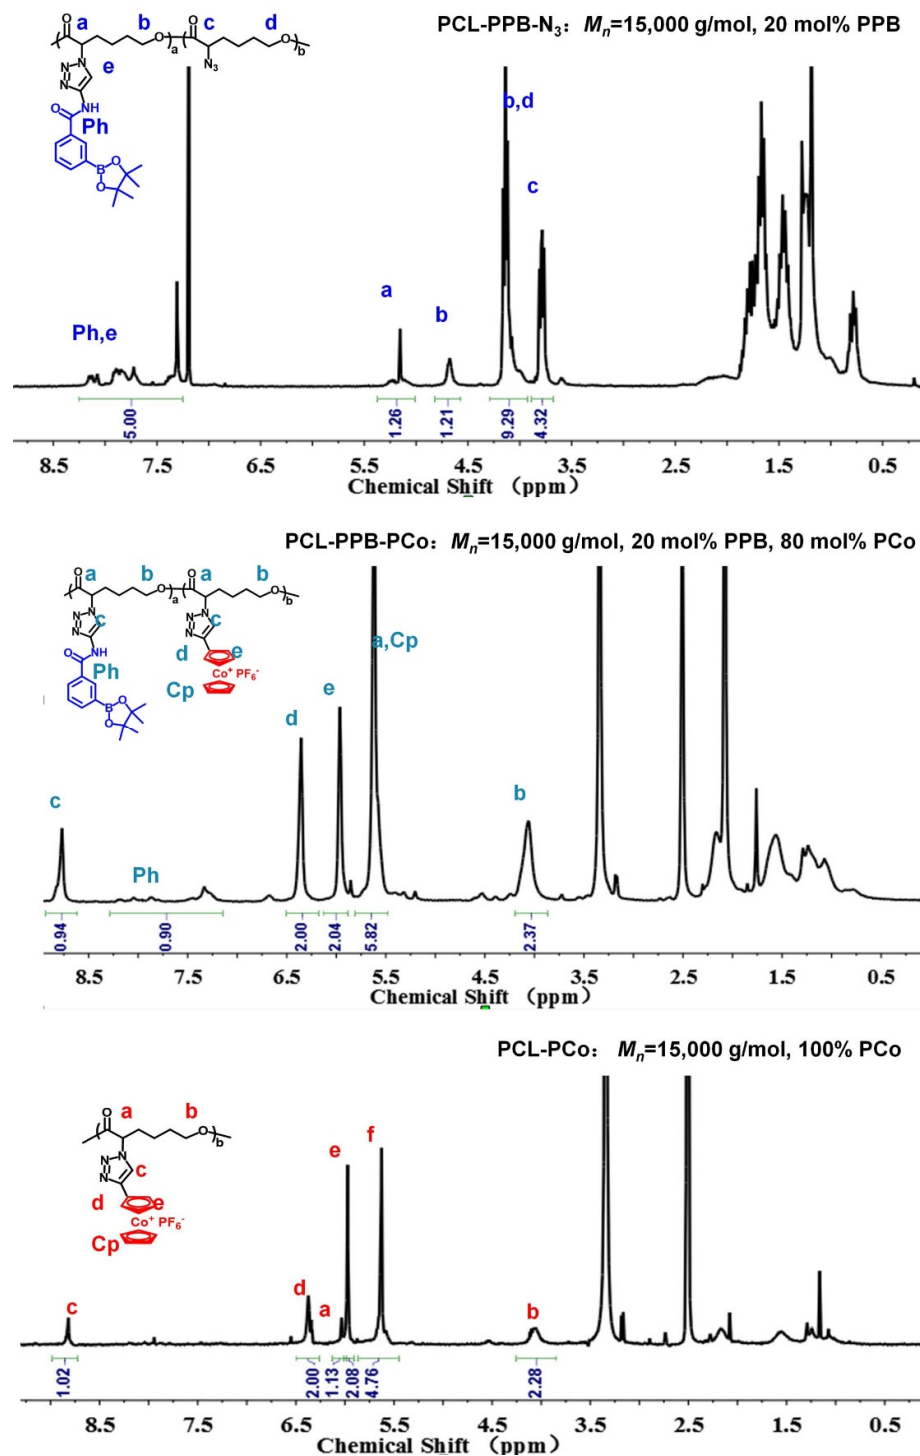 PCL-PPB-N₃: Mn=15,000 g/mol, 20 mol% PPB
a b c d
O O
O a O b
e N₃
N N N
O NH
Ph
B O O
b,d
c
a
b
Ph,e
5.00 1.26 1.21 9.29 4.32
8.5 7.5 6.5 5.5 4.5 3.5 2.5 1.5 0.5
Chemical Shift (ppm)
PCL-PPB-PCo: Mn=15,000 g/mol, 20 mol% PPB, 80 mol% PCo
a b a b
O O
O a O b
N c N c
N N N N
O NH d e
Ph Co⁺ PF₆⁻
Cp
B O O
a,Cp
e
d
c
b
Ph
0.94 0.90 2.00 2.04 5.82 2.37
8.5 7.5 6.5 5.5 4.5 3.5 2.5 1.5 0.5
Chemical Shift (ppm)
PCL-PCo: Mn=15,000 g/mol, 100% PCo
a b
O
O b
N N N c
d e
Co⁺ PF₆⁻
Cp
f
e
d
a
c
b
1.02 2.00 1.13 2.08 4.76 2.28
8.5 7.5 6.5 5.5 4.5 3.5 2.5 1.5 0.5
Chemical Shift (ppm)